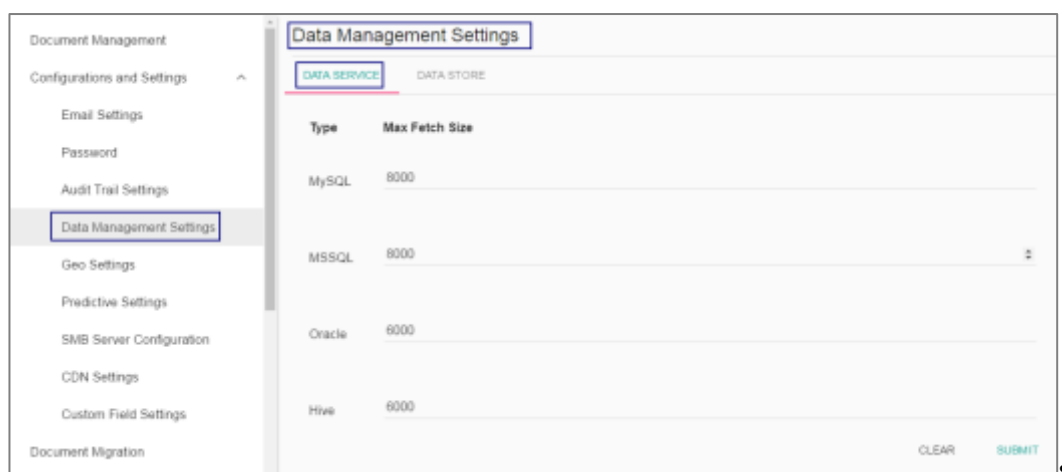 Document Management
Configurations and Settings
Email Settings
Password
Audit Trail Settings
Data Management Settings
Geo Settings
Predictive Settings
SMB Server Configuration
CDN Settings
Custom Field Settings
Document Migration
Data Management Settings
DATA SERVICE DATA STORE
Type Max Fetch Size
MySQL 8000
MSSQL 8000
Oracle 6000
Hive 6000
CLEAR SUBMIT